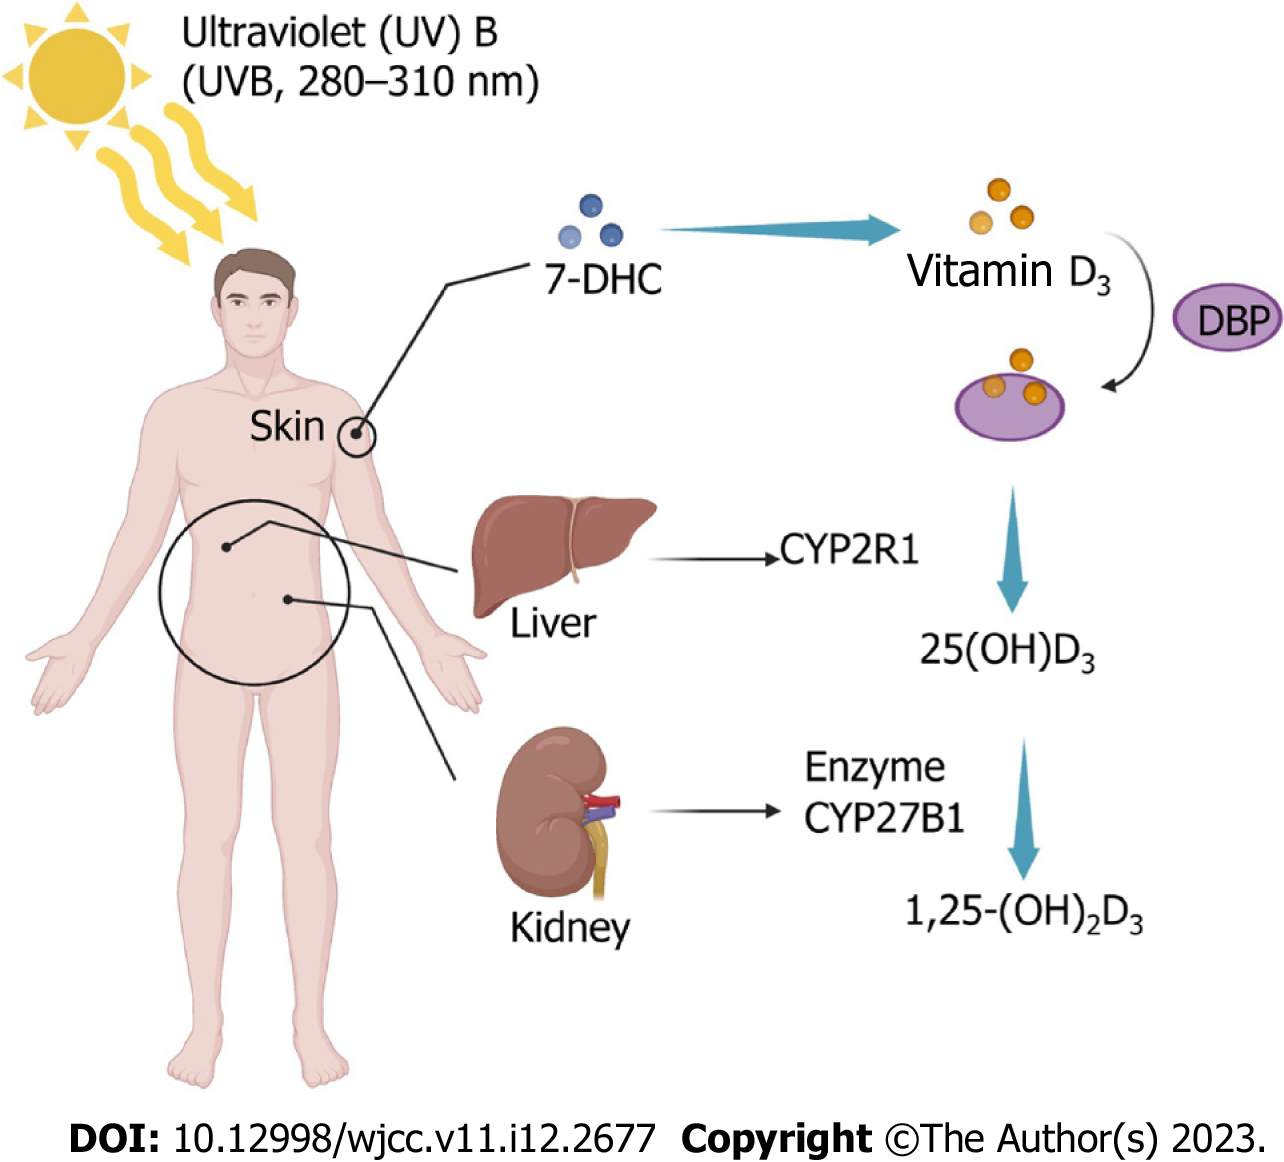 Ultraviolet (UV) B
(UVB, 280–310 nm)
7-DHC
Vitamin D₃
DBP
Skin
Liver
CYP2R1
25(OH)D₃
Kidney
Enzyme
CYP27B1
1,25-(OH)₂D₃
DOI: 10.12998/wjcc.v11.i12.2677 Copyright ©The Author(s) 2023.